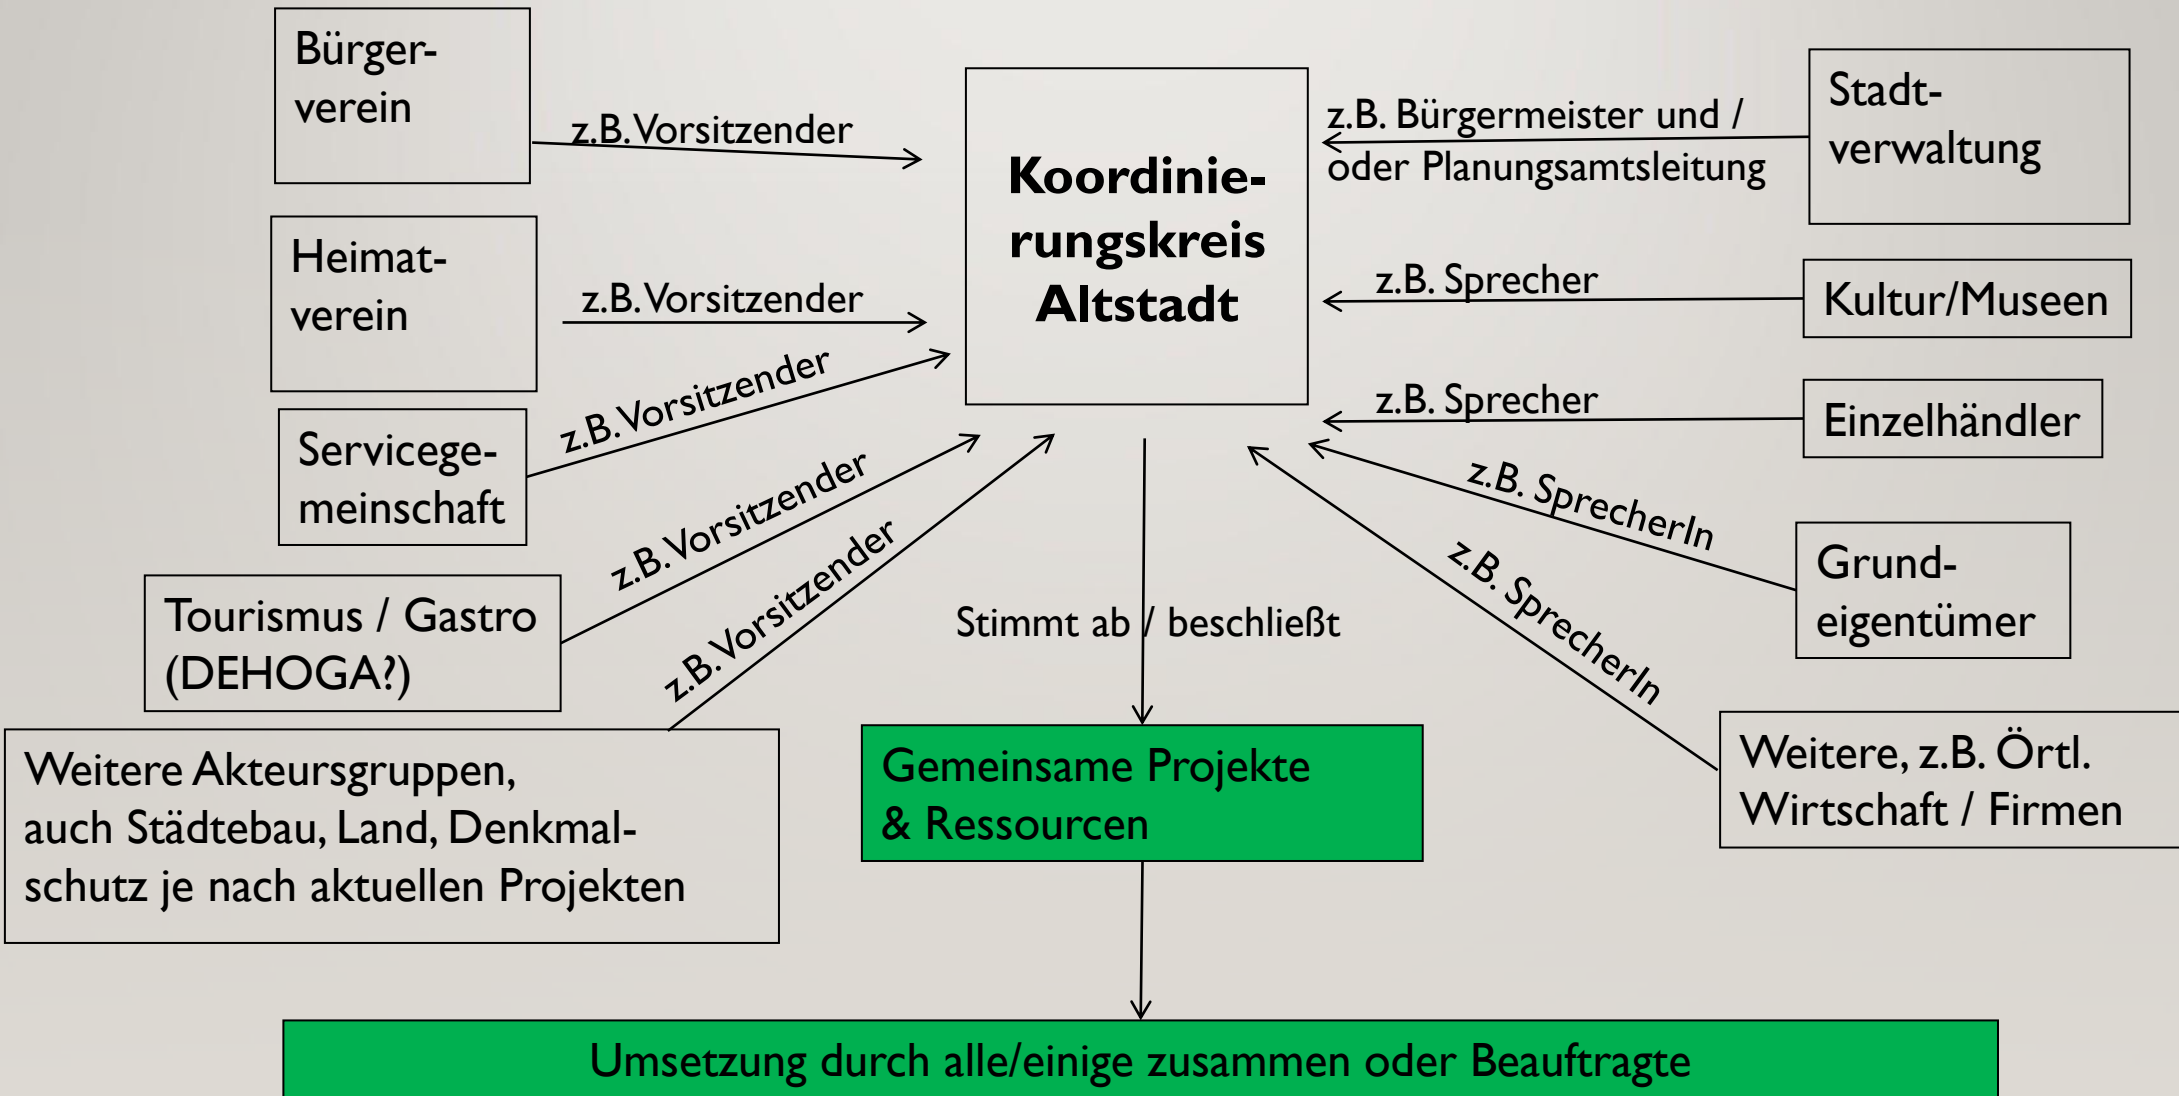 Bürger-
verein
z.B. Vorsitzender
Heimat-
verein
z.B. Vorsitzender
Servicege-
meinschaft
z.B. Vorsitzender
Tourismus / Gastro
(DEHOGA?)
z.B. Vorsitzender
Weitere Akteursgruppen,
auch Städtebau, Land, Denkmal-
schutz je nach aktuellen Projekten
z.B. Vorsitzender
Koordinie-
rungskreis
Altstadt
z.B. Bürgermeister und /
oder Planungsamtsleitung
Stadt-
verwaltung
z.B. Sprecher
Kultur/Museen
z.B. Sprecher
Einzelhändler
z.B. SprecherIn
Grund-
eigentümer
z.B. SprecherIn
Weitere, z.B. Örtl.
Wirtschaft / Firmen
Stimmt ab / beschließt
Gemeinsame Projekte
& Ressourcen
Umsetzung durch alle/einige zusammen oder Beauftragte